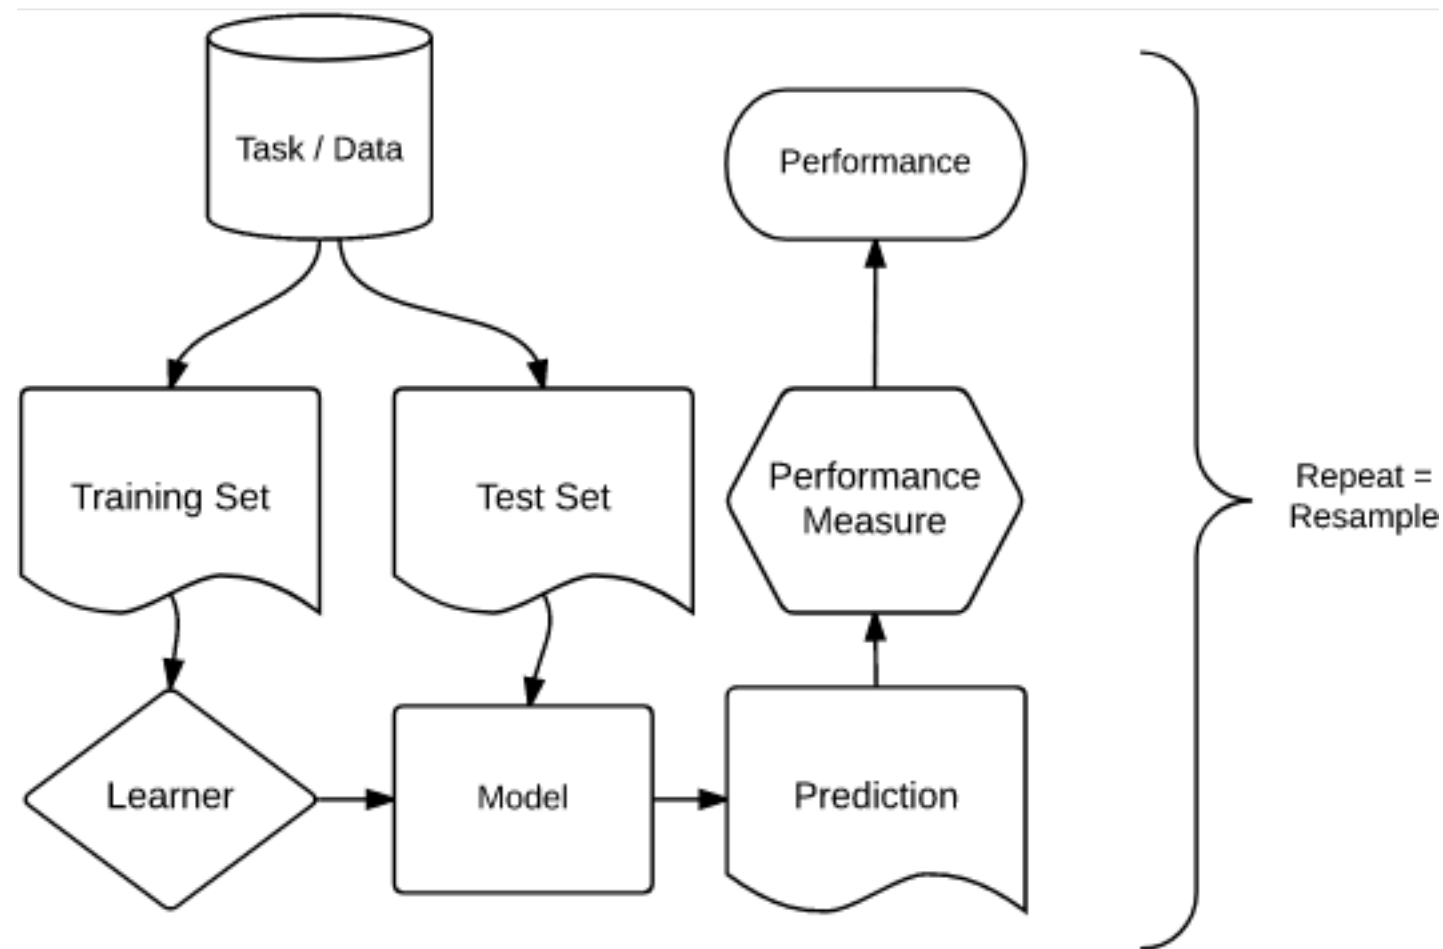 Task / Data
Performance
Training Set
Test Set
Performance
Measure
Repeat =
Resample
Learner
Model
Prediction